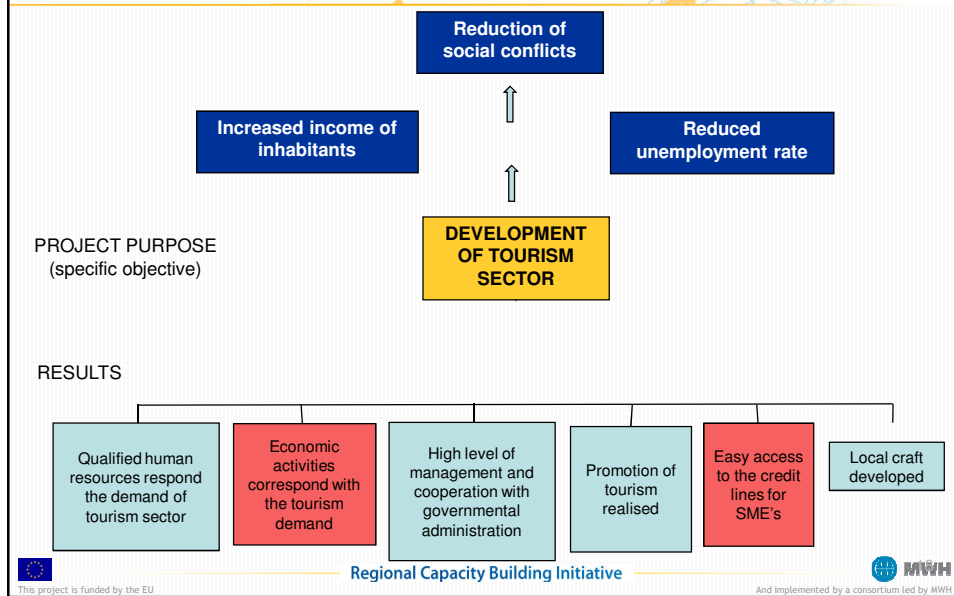 Reduction of
social conflicts
Increased income of
inhabitants
Reduced
unemployment rate
PROJECT PURPOSE
(specific objective)
DEVELOPMENT
OF TOURISM
SECTOR
RESULTS
Qualified human
resources respond
the demand of
tourism sector
Economic
activities
correspond with
the tourism
demand
High level of
management and
cooperation with
governmental
administration
Promotion of
tourism
realised
Easy access
to the credit
lines for
SME's
Local craft
developed
Regional Capacity Building Initiative
MWH
This project is funded by the EU
And implemented by a consortium led by MWH